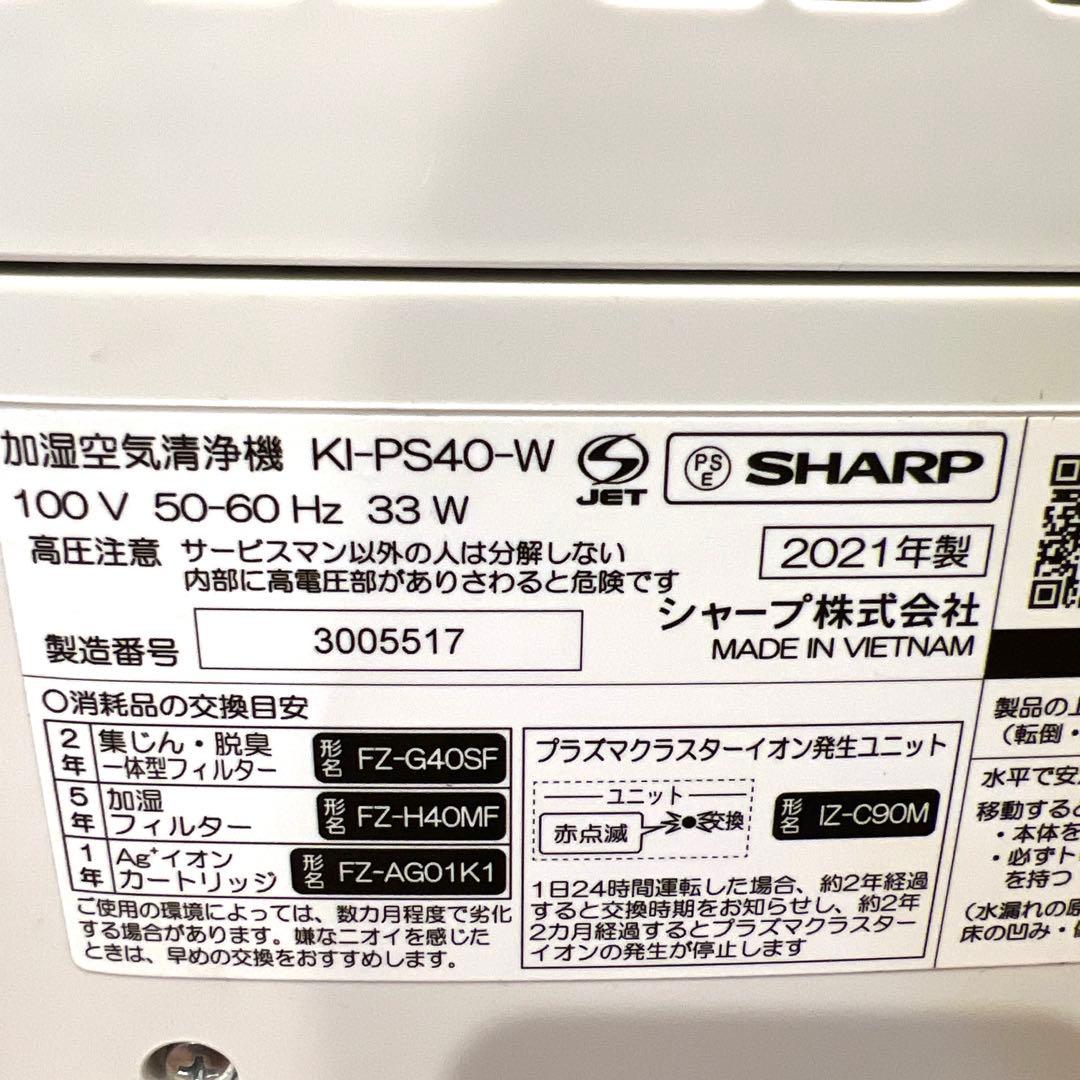 加湿空気清浄機 KI-PS40-W JET PSE SHARP
100V 50-60Hz 33W
高圧注意 サービスマン以外の人は分解しない
内部に高電圧部がありさわると危険です
2021年製
シャープ株式会社
MADE IN VIETNAM
製造番号 3005517
○消耗品の交換目安
2年 集じん・脱臭一体型フィルター 形名 FZ-G40SF
5年 加湿フィルター 形名 FZ-H40MF
1年 Ag⁺イオンカートリッジ 形名 FZ-AG01K1
ご使用の環境によっては、数カ月程度で劣化
する場合があります。嫌なニオイを感じた
ときは、早めの交換をおすすめします。
プラズマクラスターイオン発生ユニット
ユニット
赤点滅 交換 形名 IZ-C90M
1日24時間運転した場合、約2年経過
すると交換時期をお知らせし、約2年
2カ月経過するとプラズマクラスター
イオンの発生が停止します
製品の上
(転倒・
水平で安
移動すると
・本体を
・必ずト
を持つ
(水漏れの原
床の凹み・